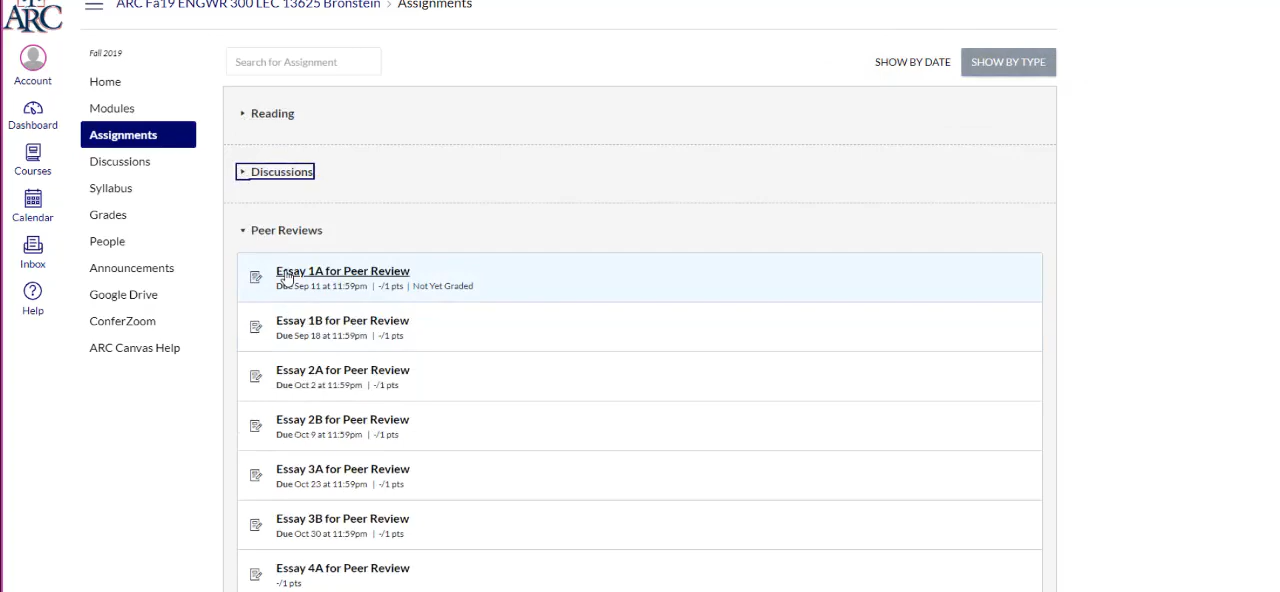 ARC
ARC Fa19 ENGWR 300 LEC 13625 Bronstein › Assignments
Account
Dashboard
Courses
Calendar
Inbox
Help
Fall 2019
Home
Modules
Assignments
Discussions
Syllabus
Grades
People
Announcements
Google Drive
ConferZoom
ARC Canvas Help
Search for Assignment
SHOW BY DATE
SHOW BY TYPE
Reading
Discussions
Peer Reviews
Essay 1A for Peer Review
Due Sep 11 at 11:59pm | -/1 pts | Not Yet Graded
Essay 1B for Peer Review
Due Sep 18 at 11:59pm | -/1 pts
Essay 2A for Peer Review
Due Oct 2 at 11:59pm | -/1 pts
Essay 2B for Peer Review
Due Oct 9 at 11:59pm | -/1 pts
Essay 3A for Peer Review
Due Oct 23 at 11:59pm | -/1 pts
Essay 3B for Peer Review
Due Oct 30 at 11:59pm | -/1 pts
Essay 4A for Peer Review
-/1 pts